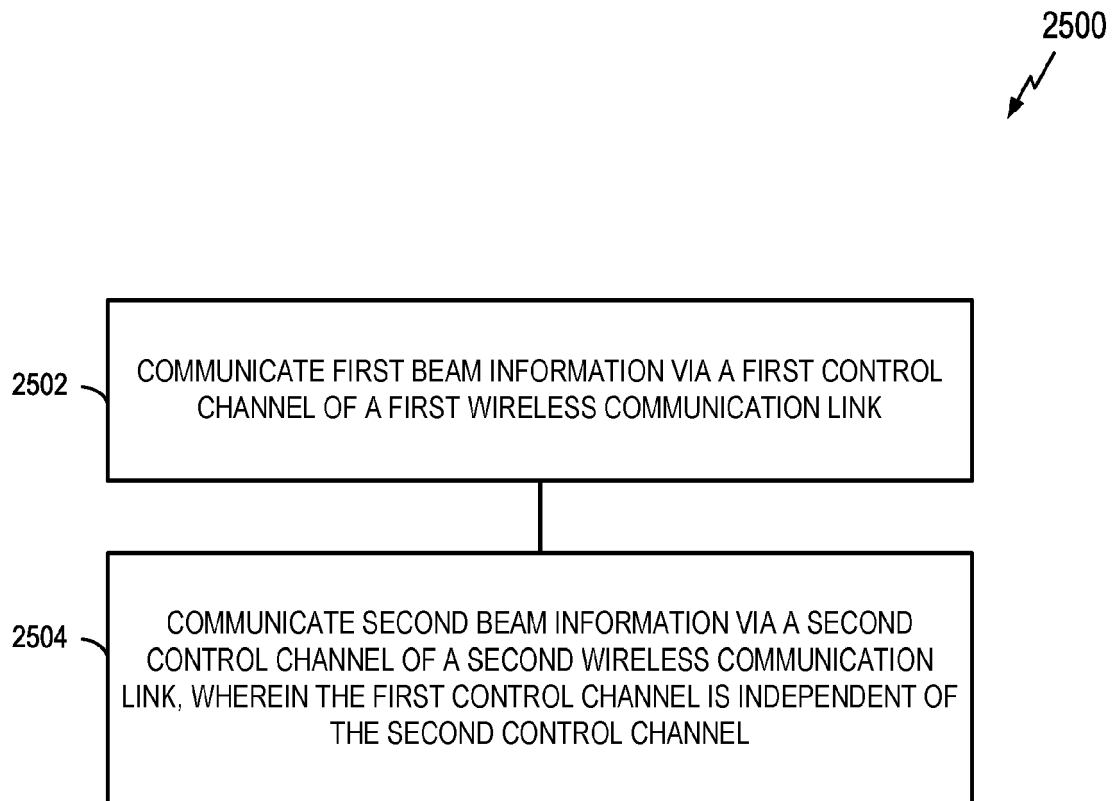 2500
2502
COMMUNICATE FIRST BEAM INFORMATION VIA A FIRST CONTROL
CHANNEL OF A FIRST WIRELESS COMMUNICATION LINK
2504
COMMUNICATE SECOND BEAM INFORMATION VIA A SECOND
CONTROL CHANNEL OF A SECOND WIRELESS COMMUNICATION
LINK, WHEREIN THE FIRST CONTROL CHANNEL IS INDEPENDENT OF
THE SECOND CONTROL CHANNEL